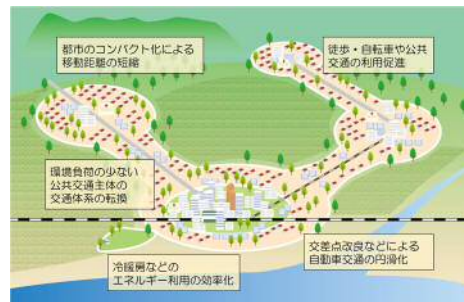 都市のコンパクト化による
移動距離の短縮
徒歩・自転車や公共
交通の利用促進
環境負荷の少ない
公共交通主体の
交通体系の転換
交差点改良などによる
自動車交通の円滑化
冷暖房などの
エネルギー利用の効率化